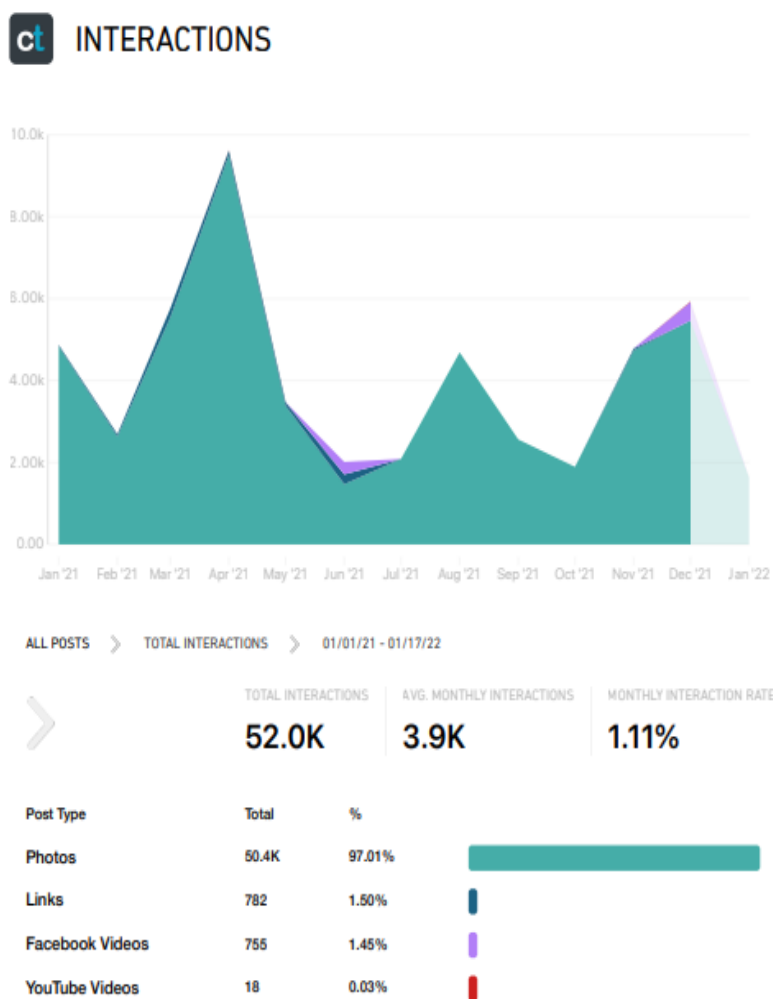 ct INTERACTIONS
10.0k
8.00k
6.00k
4.00k
2.00k
0.00
Jan '21 Feb '21 Mar '21 Apr '21 May '21 Jun '21 Jul '21 Aug '21 Sep '21 Oct '21 Nov '21 Dec '21 Jan '22
ALL POSTS TOTAL INTERACTIONS 01/01/21 - 01/17/22
TOTAL INTERACTIONS AVG. MONTHLY INTERACTIONS MONTHLY INTERACTION RATE
52.0K 3.9K 1.11%
Post Type Total %
Photos 50.4K 97.01%
Links 782 1.50%
Facebook Videos 755 1.45%
YouTube Videos 18 0.03%